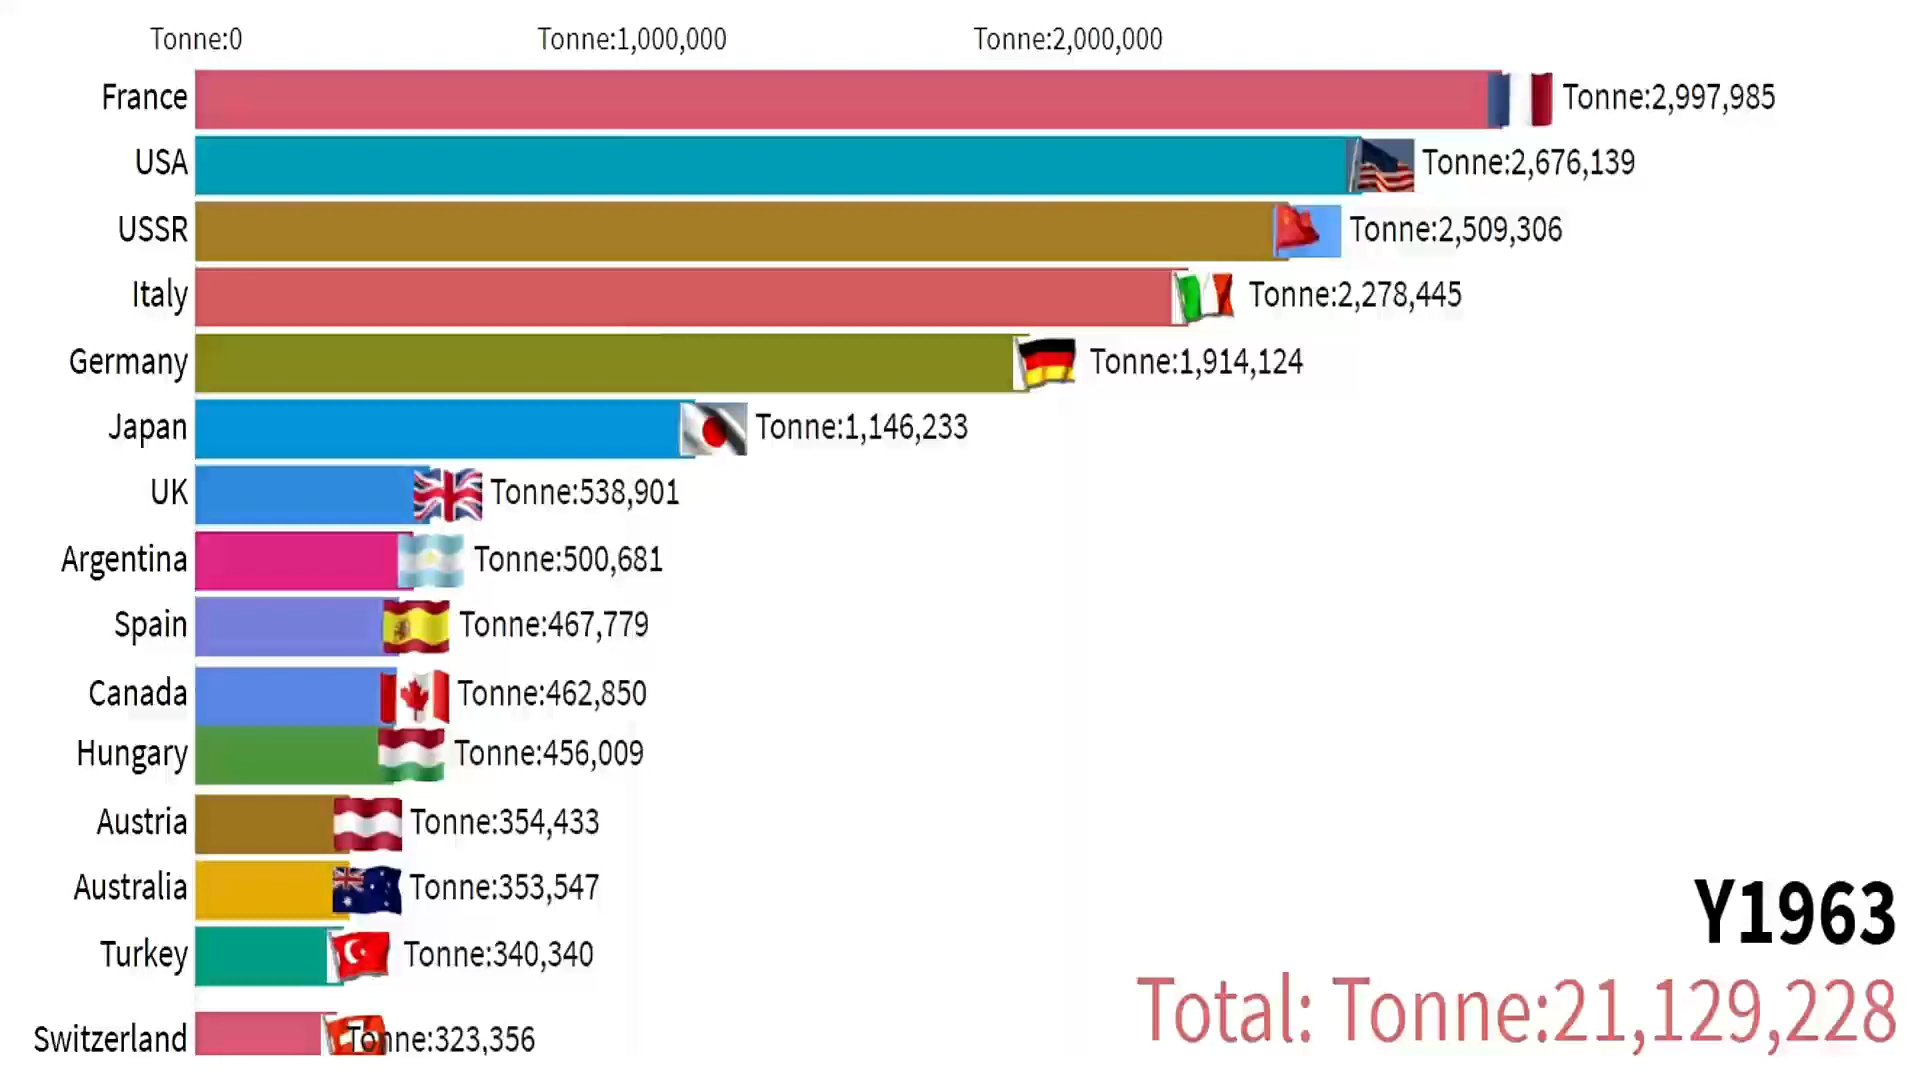 Tonne:0 Tonne:1,000,000 Tonne:2,000,000
France Tonne:2,997,985
USA Tonne:2,676,139
USSR Tonne:2,509,306
Italy Tonne:2,278,445
Germany Tonne:1,914,124
Japan Tonne:1,146,233
UK Tonne:538,901
Argentina Tonne:500,681
Spain Tonne:467,779
Canada Tonne:462,850
Hungary Tonne:456,009
Austria Tonne:354,433
Australia Tonne:353,547
Turkey Tonne:340,340
Switzerland Tonne:323,356
Y1963
Total: Tonne:21,129,228